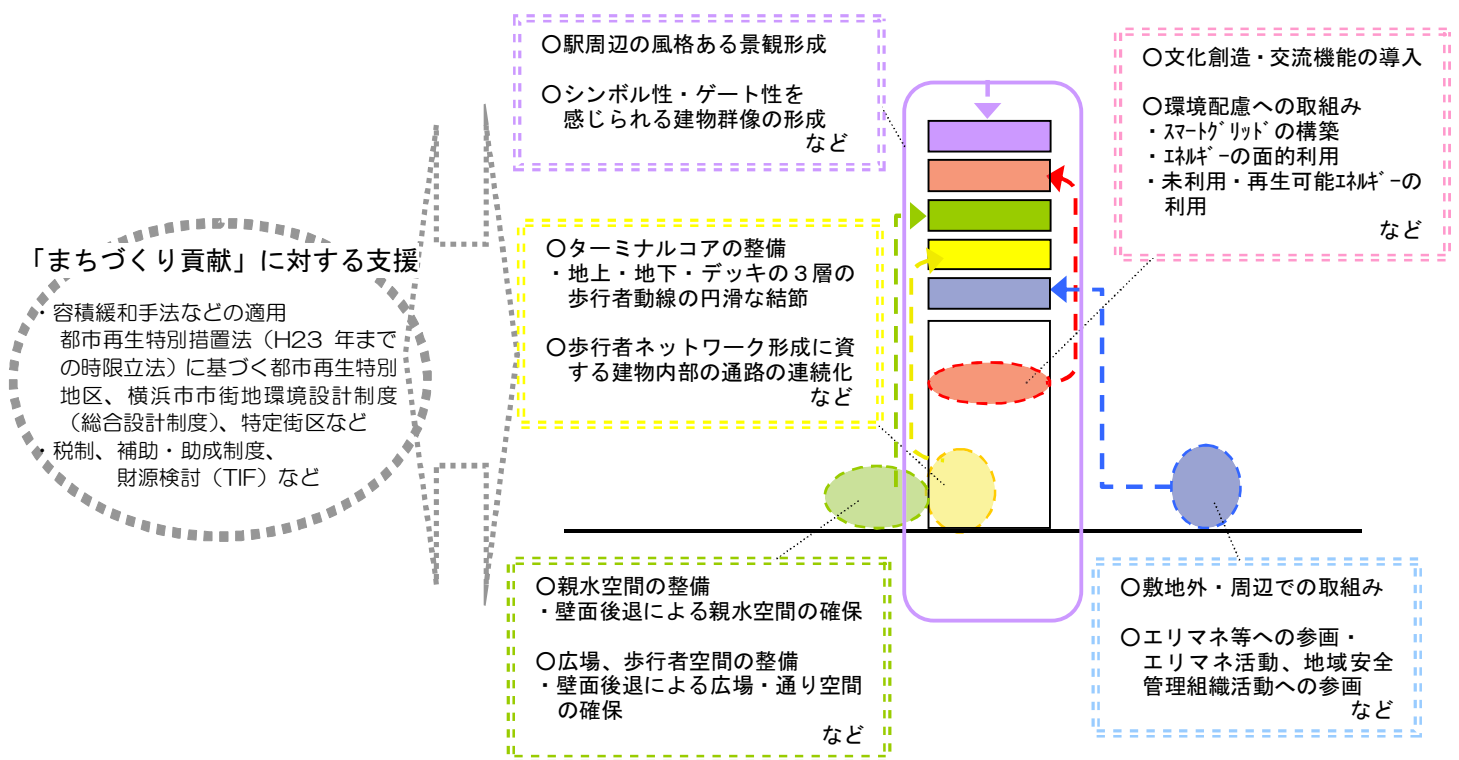 「まちづくり貢献」に対する支援
・容積緩和手法などの適用
都市再生特別措置法（H23 年まで
の時限立法）に基づく都市再生特別
地区、横浜市市街地環境設計制度
（総合設計制度）、特定街区など
・税制、補助・助成制度、
財源検討（TIF）など
〇駅周辺の風格ある景観形成
〇シンボル性・ゲート性を
感じられる建物群像の形成
など
〇ターミナルコアの整備
・地上・地下・デッキの３層の
歩行者動線の円滑な結節
〇歩行者ネットワーク形成に資
する建物内部の通路の連続化
など
〇親水空間の整備
・壁面後退による親水空間の確保
〇広場、歩行者空間の整備
・壁面後退による広場・通り空間
の確保
など
〇文化創造・交流機能の導入
〇環境配慮への取組み
・ｽﾏｰﾄｸﾞﾘｯﾄﾞの構築
・ｴﾈﾙｷﾞｰの面的利用
・未利用・再生可能ｴﾈﾙｷﾞｰの
利用
など
〇敷地外・周辺での取組み
〇エリマネ等への参画・
エリマネ活動、地域安全
管理組織活動への参画
など